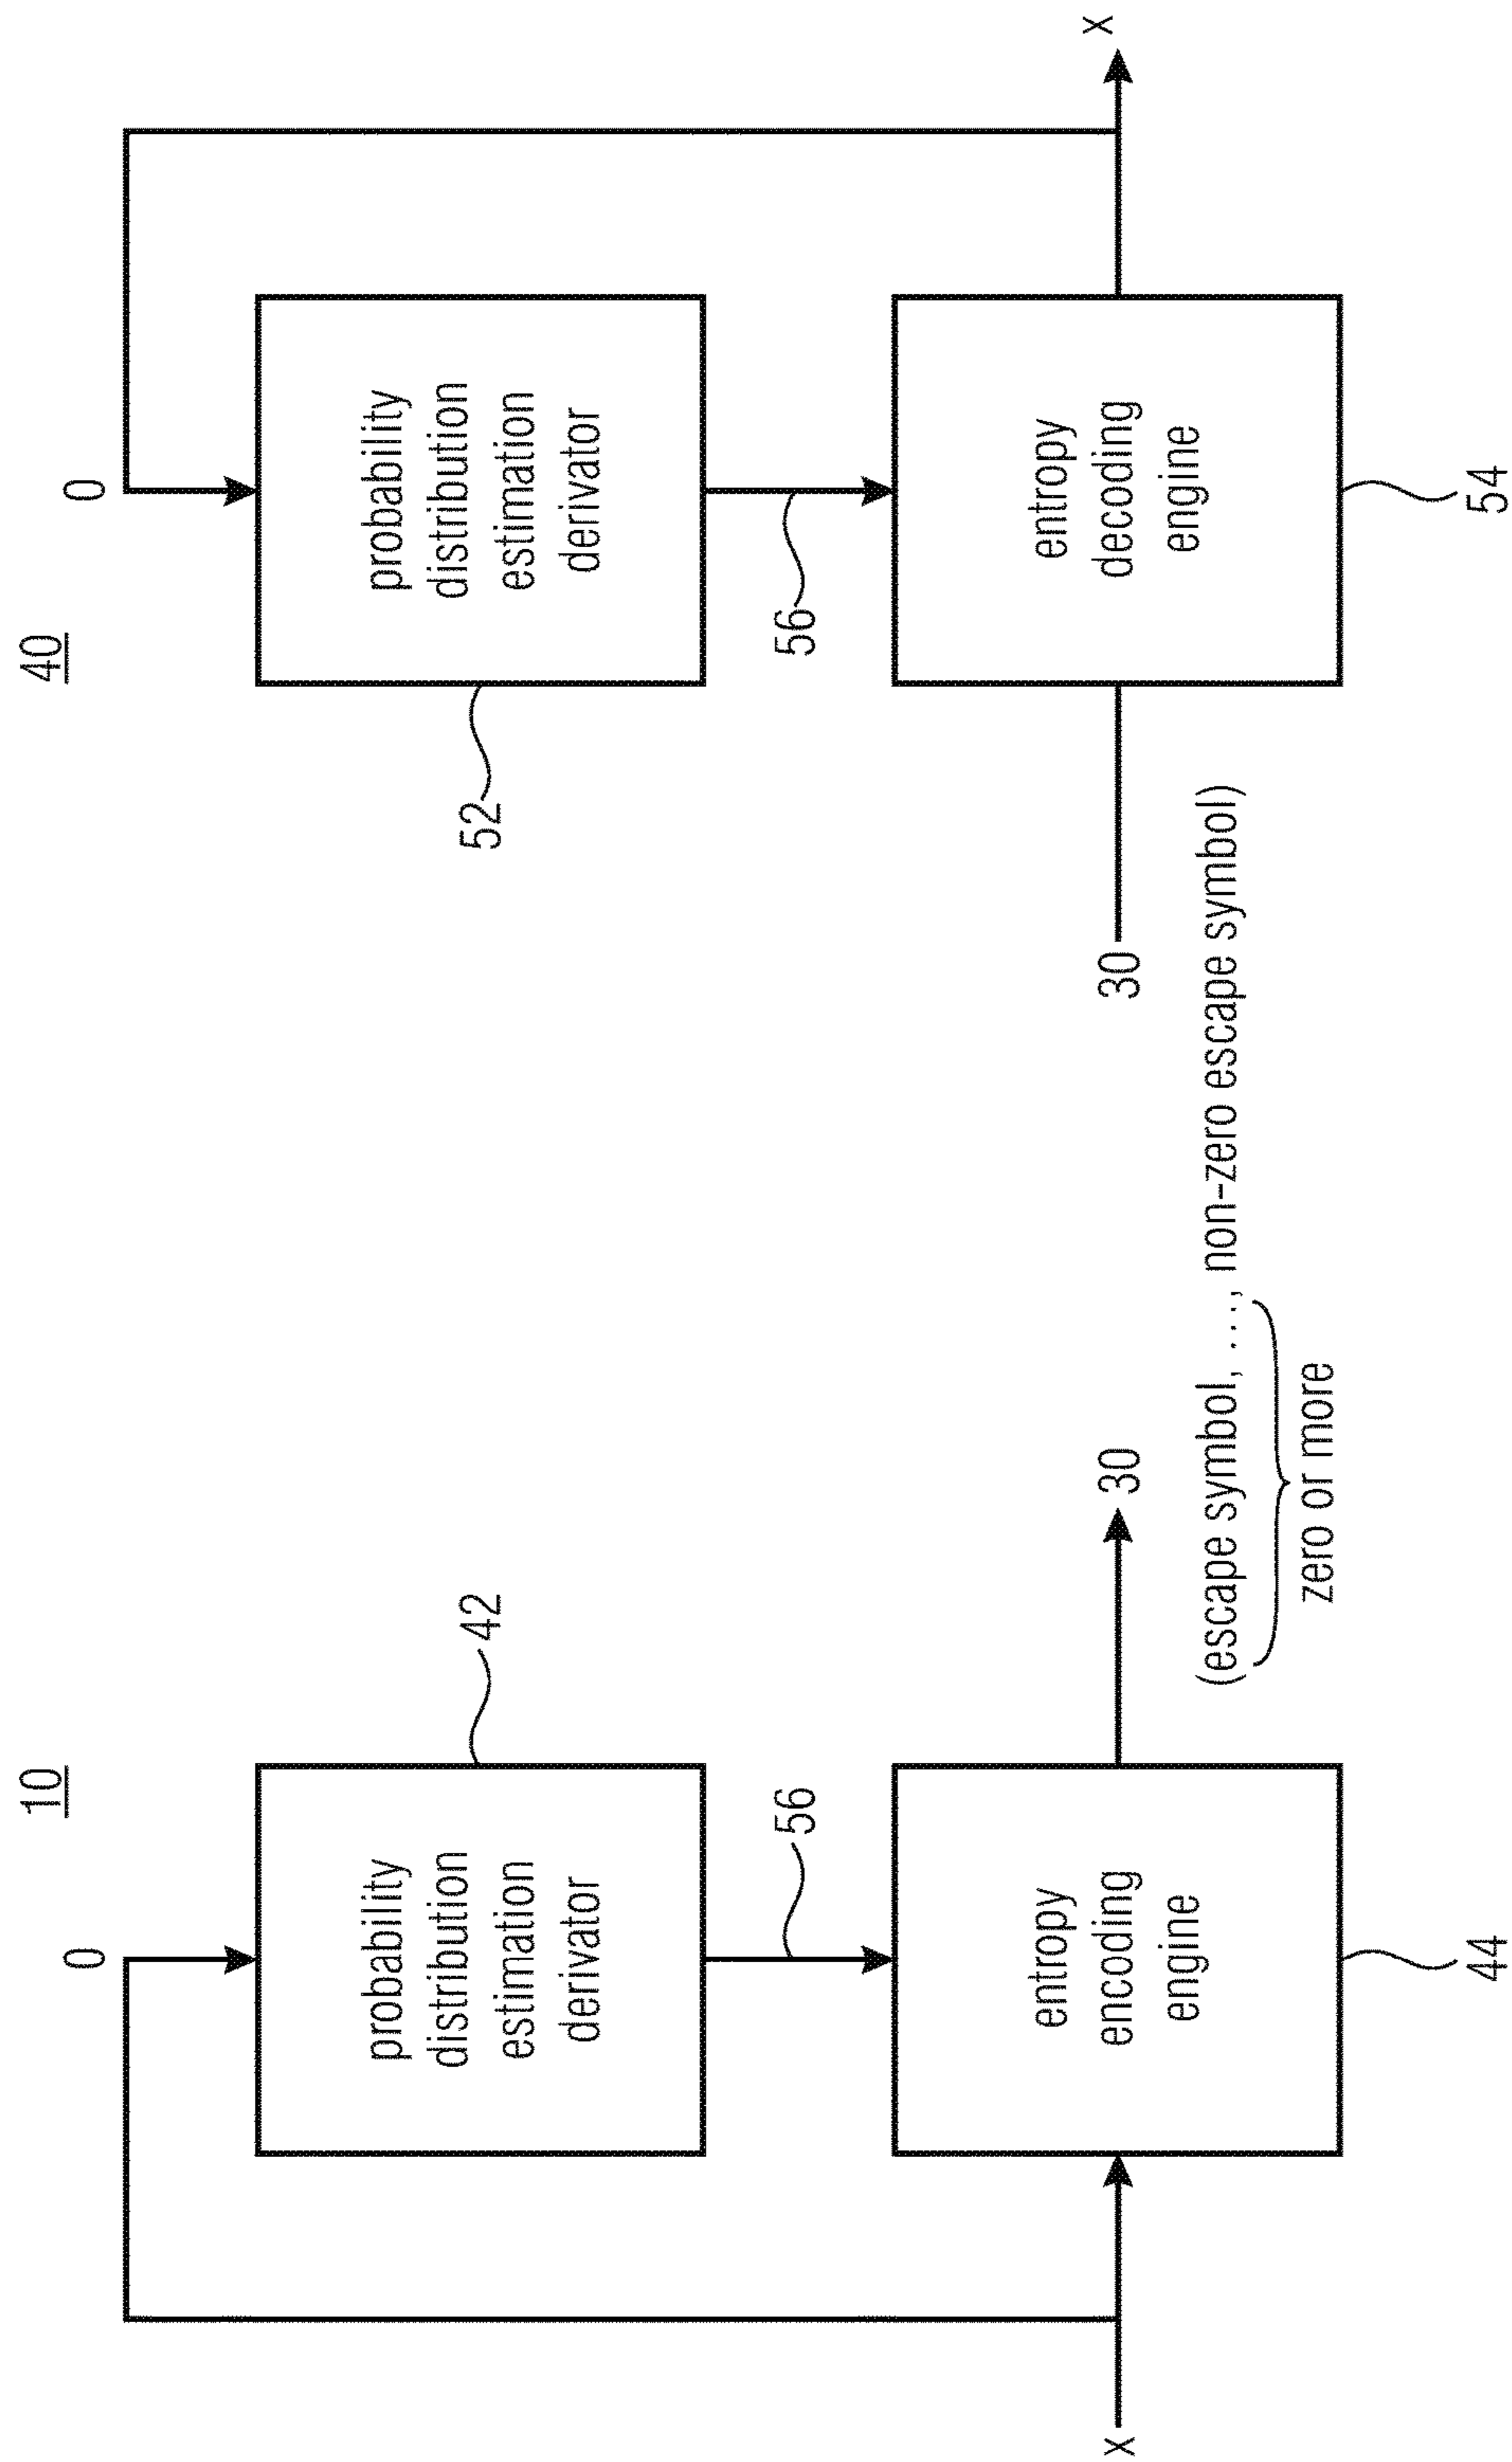 10
0
probability
distribution
estimation
derivator
42
56
entropy
encoding
engine
44
x
30
(escape symbol, ...., non-zero escape symbol)
zero or more
40
0
probability
distribution
estimation
derivator
52
56
entropy
decoding
engine
54
30
x